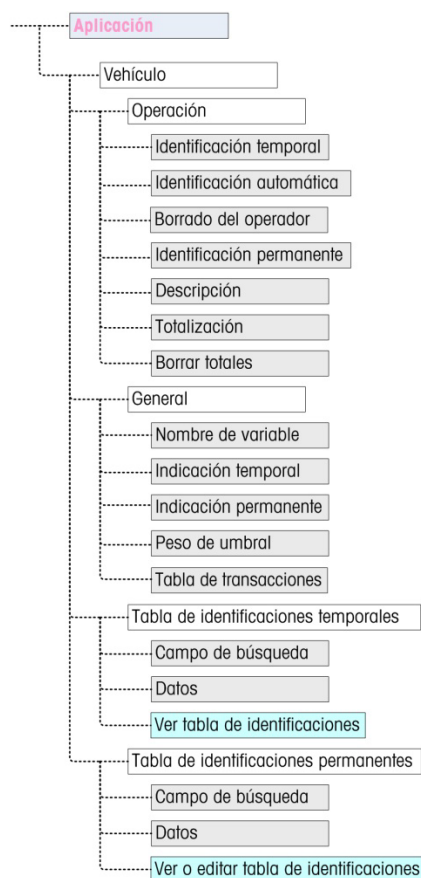 Aplicación
Vehículo
Operación
Identificación temporal
Identificación automática
Borrado del operador
Identificación permanente
Descripción
Totalización
Borrar totales
General
Nombre de variable
Indicación temporal
Indicación permanente
Peso de umbral
Tabla de transacciones
Tabla de identificaciones temporales
Campo de búsqueda
Datos
Ver tabla de identificaciones
Tabla de identificaciones permanentes
Campo de búsqueda
Datos
Ver o editar tabla de identificaciones